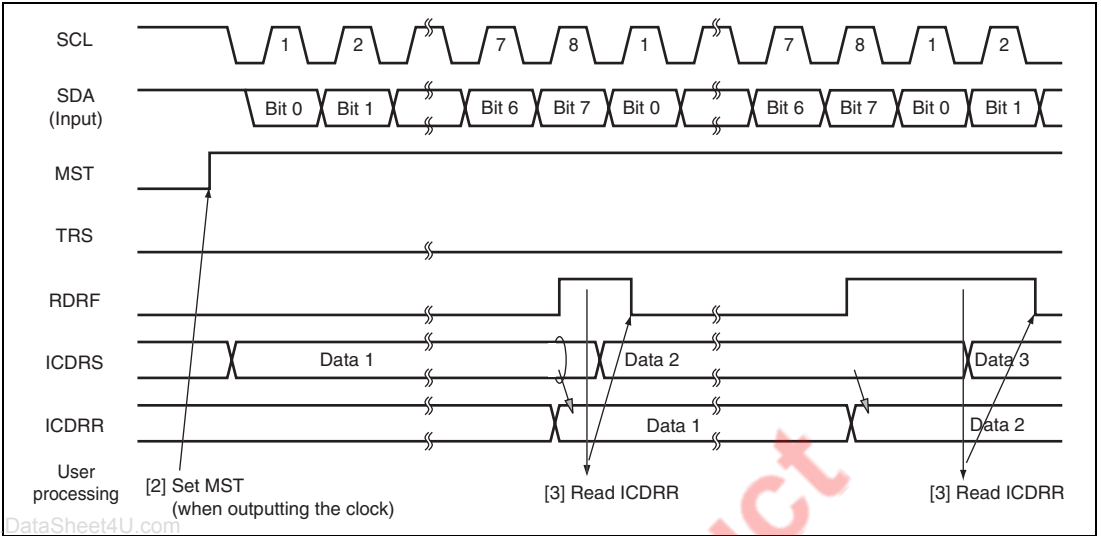 SCL 1 2 7 8 1 7 8 1 2
SDA
(Input)
Bit 0 Bit 1 Bit 6 Bit 7 Bit 0 Bit 6 Bit 7 Bit 0 Bit 1
MST
TRS
RDRF
ICDRS Data 1 Data 2 Data 3
ICDRR Data 1 Data 2
User
processing
[2] Set MST
(when outputting the clock)
[3] Read ICDRR
[3] Read ICDRR
DataSheet4U.com
uct